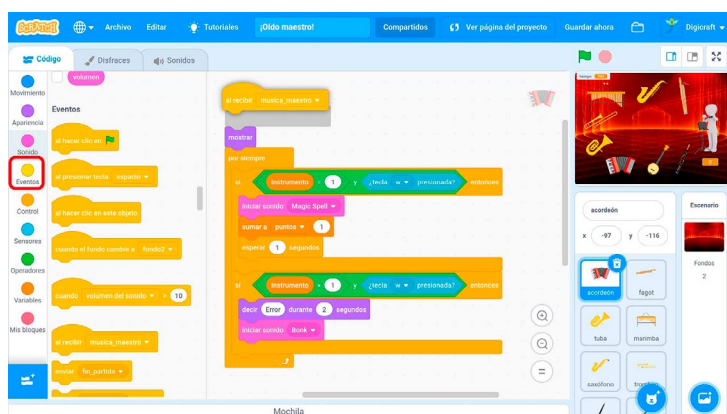 SCRATCH Archivo Editar Tutoriales ¡Oído maestro! Compartidos Ver página del proyecto Guardar ahora Digicraft
Código Disfraces Sonidos
Movimiento
Apariencia
Sonido
Eventos
Control
Sensores
Operadores
Variables
Mis bloques
volumen
Eventos
al hacer clic en
al presionar tecla espacio
al hacer clic en este objeto
cuando el fondo cambie a fondo2
cuando volumen del sonido > 10
al recibir musica_maestro
enviar fin_partida
al recibir musica_maestro
mostrar
por siempre
si Instrumento = 1 y ¿tecla w presionada? entonces
iniciar sonido Magic Spell
sumar a puntos 1
esperar 1 segundos
si Instrumento = 1 y ¿tecla w presionada? entonces
decir Error durante 2 segundos
iniciar sonido Bonk
acordeón
x -97 y -116
acordeón fagot
tuba marimba
saxófono
Escenario
Fondos
2
Mochila